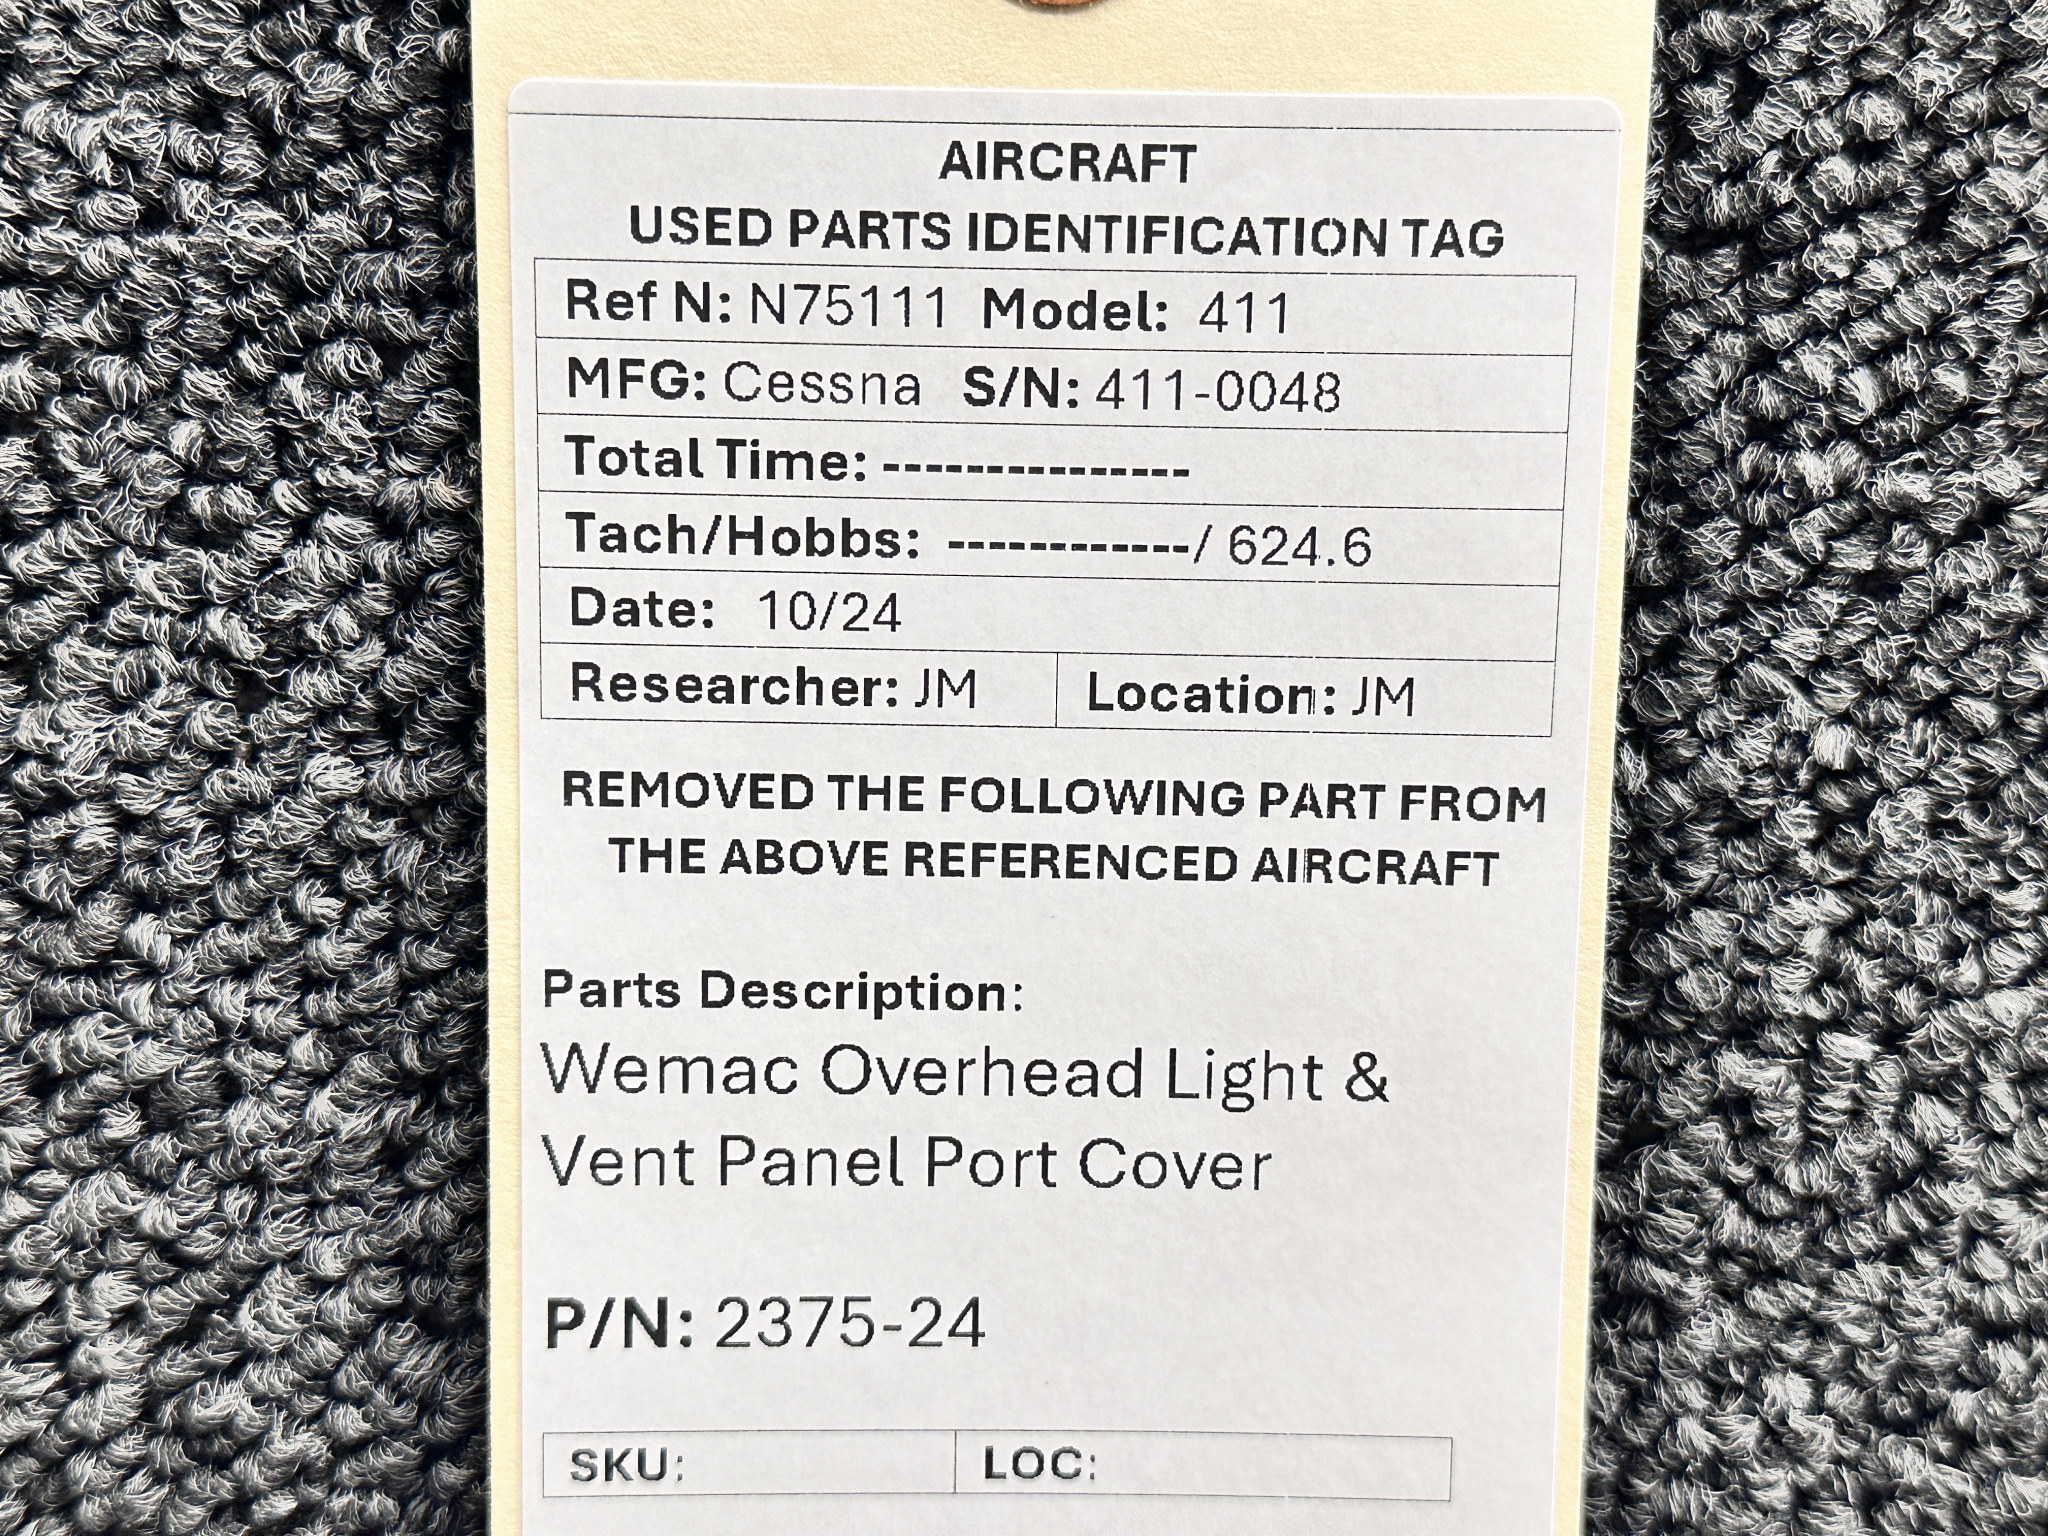 AIRCRAFT
USED PARTS IDENTIFICATION TAG
Ref N: N75111 Model: 411
MFG: Cessna S/N: 411-0048
Total Time: ---------------
Tach/Hobbs: ------------/ 624.6
Date: 10/24
Researcher: JM Location: JM
REMOVED THE FOLLOWING PART FROM
THE ABOVE REFERENCED AIRCRAFT
Parts Description:
Wemac Overhead Light &
Vent Panel Port Cover
P/N: 2375-24
SKU: LOC: